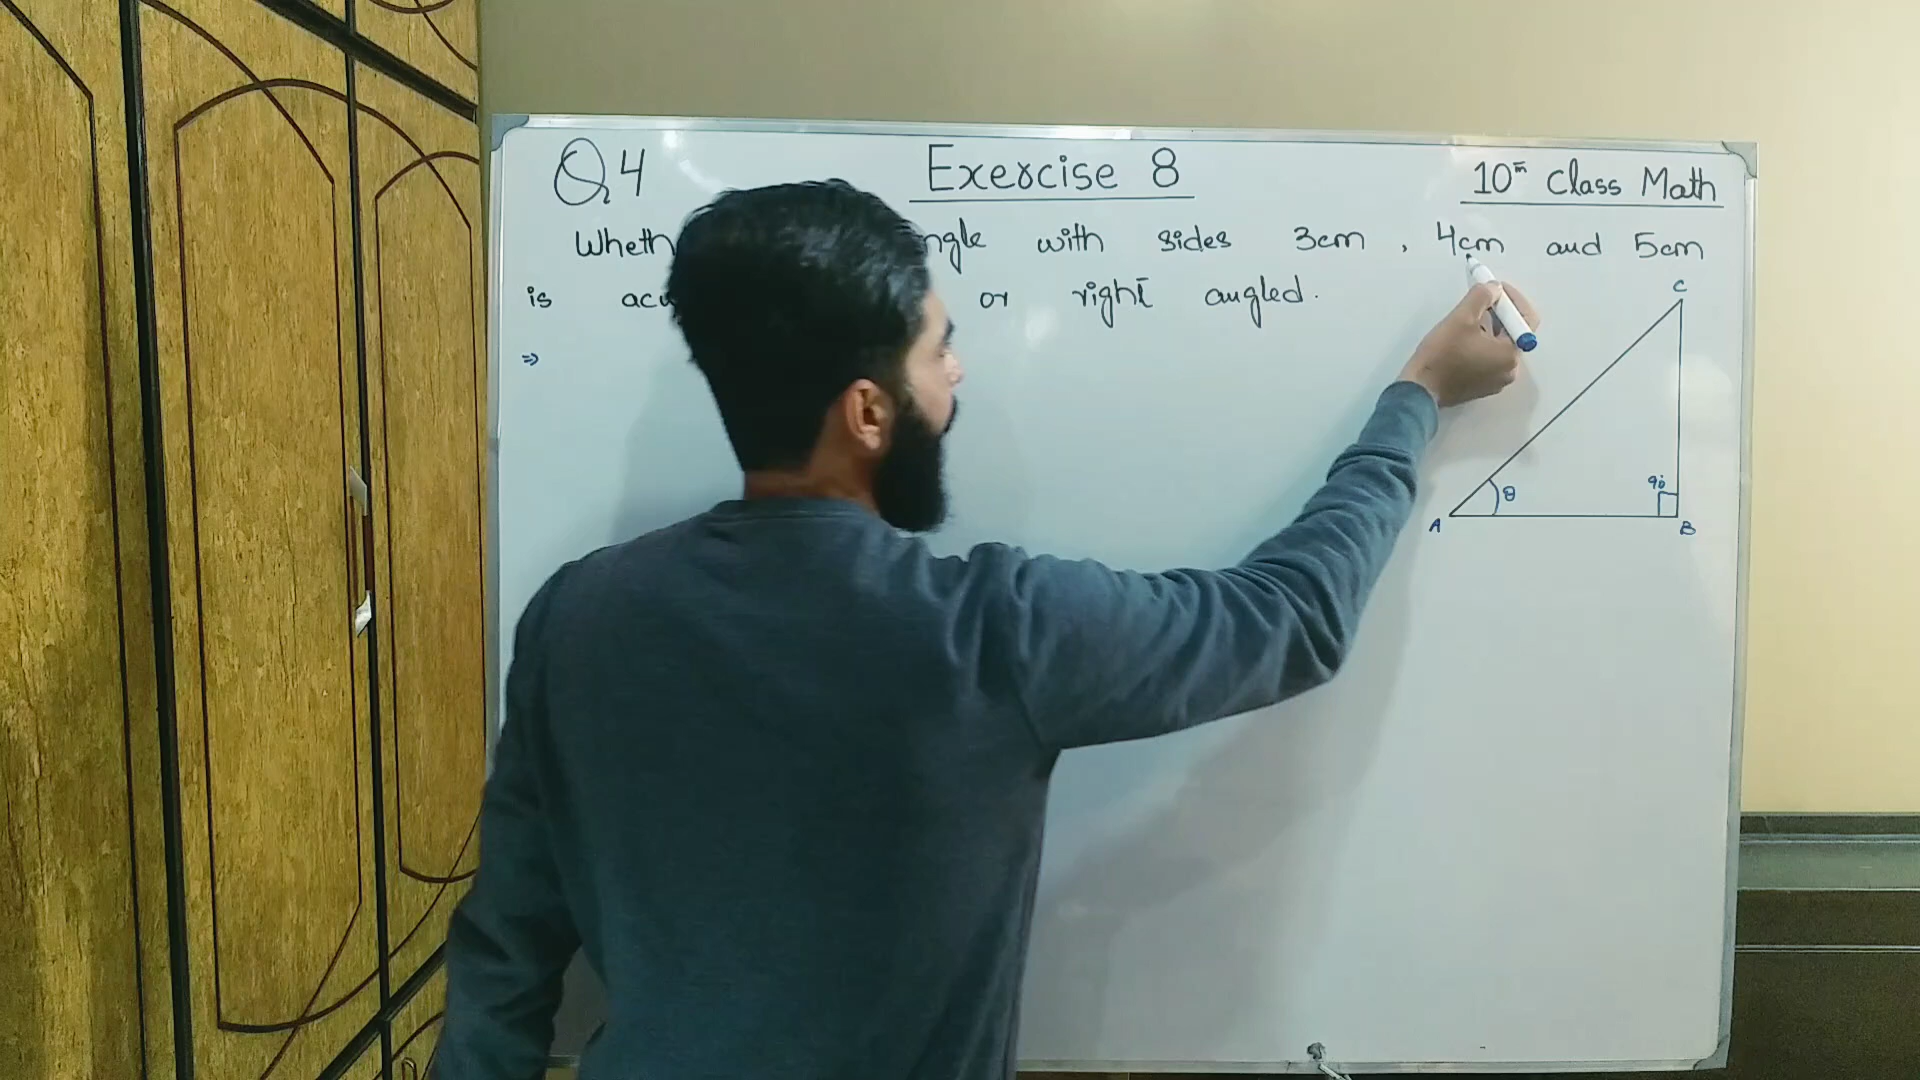 Q4 Exercise 8 10th Class Math
Wheth ngle with sides 3cm , 4cm and 5cm
is acu or right angled.
⇒
C
90°
θ
A B